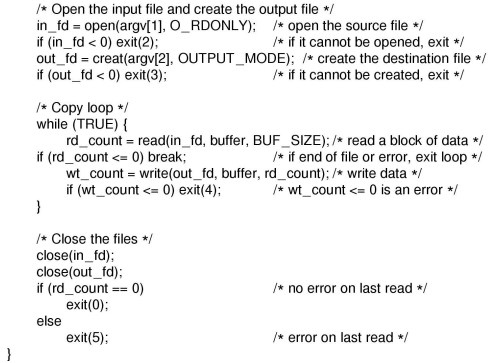 /* Open the input file and create the output file */
in_fd = open(argv[1], O_RDONLY); /* open the source file */
if (in_fd < 0) exit(2); /* if it cannot be opened, exit */
out_fd = creat(argv[2], OUTPUT_MODE); /* create the destination file */
if (out_fd < 0) exit(3); /* if it cannot be created, exit */

/* Copy loop */
while (TRUE) {
rd_count = read(in_fd, buffer, BUF_SIZE); /* read a block of data */
if (rd_count <= 0) break; /* if end of file or error, exit loop */
wt_count = write(out_fd, buffer, rd_count); /* write data */
if (wt_count <= 0) exit(4); /* wt_count <= 0 is an error */
}

/* Close the files */
close(in_fd);
close(out_fd);
if (rd_count == 0) /* no error on last read */
exit(0);
else
exit(5); /* error on last read */
}